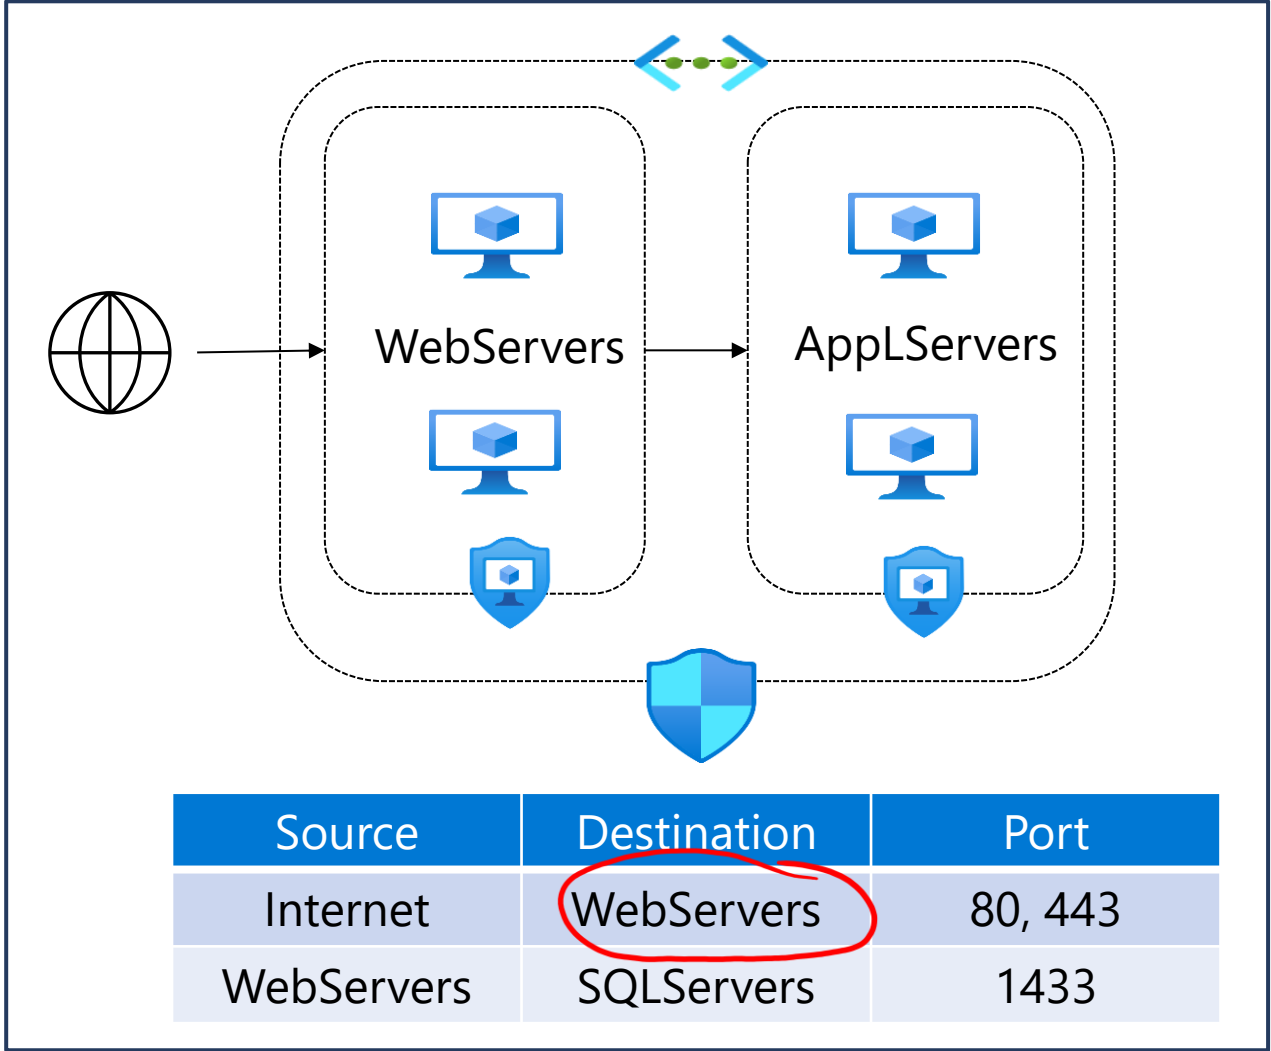 WebServers
AppLServers
Source Destination Port
Internet WebServers 80, 443
WebServers SQLServers 1433